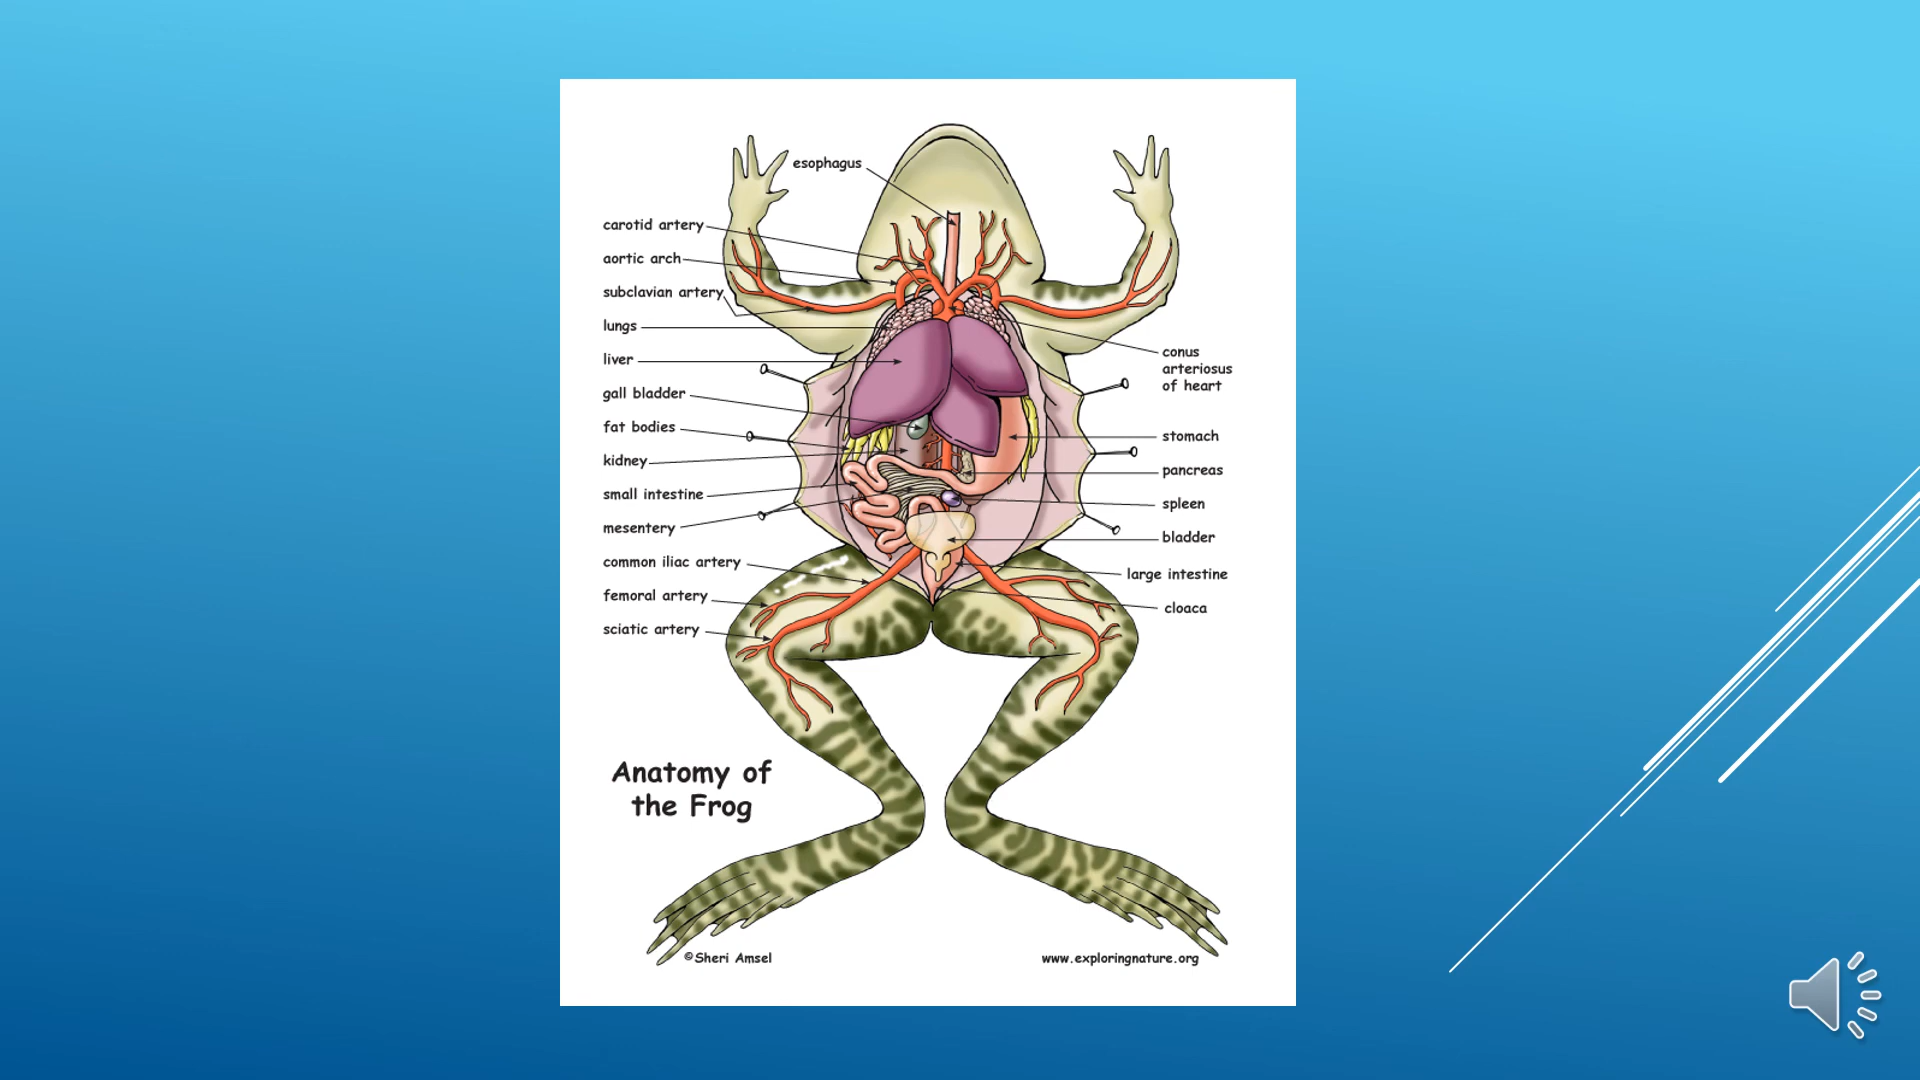 esophagus
carotid artery
aortic arch
subclavian artery
lungs
liver
gall bladder
fat bodies
kidney
small intestine
mesentery
common iliac artery
femoral artery
sciatic artery
conus
arteriosus
of heart
stomach
pancreas
spleen
bladder
large intestine
cloaca
Anatomy of
the Frog
©Sheri Amsel
www.exploringnature.org